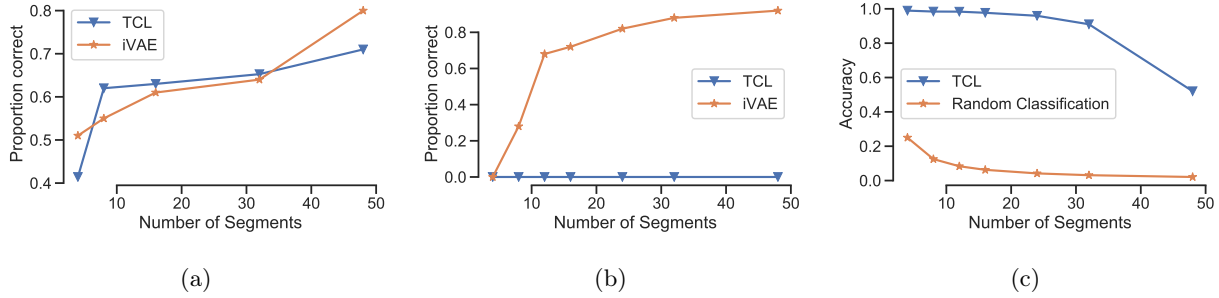 0.8
0.7
0.6
0.5
0.4
Proportion correct
TCL
iVAE
10 20 30 40 50
Number of Segments
(a)
0.8
0.6
0.4
0.2
0.0
Proportion correct
TCL
iVAE
10 20 30 40 50
Number of Segments
(b)
1.0
0.8
0.6
0.4
0.2
0.0
Accuracy
TCL
Random Classification
10 20 30 40 50
Number of Segments
(c)